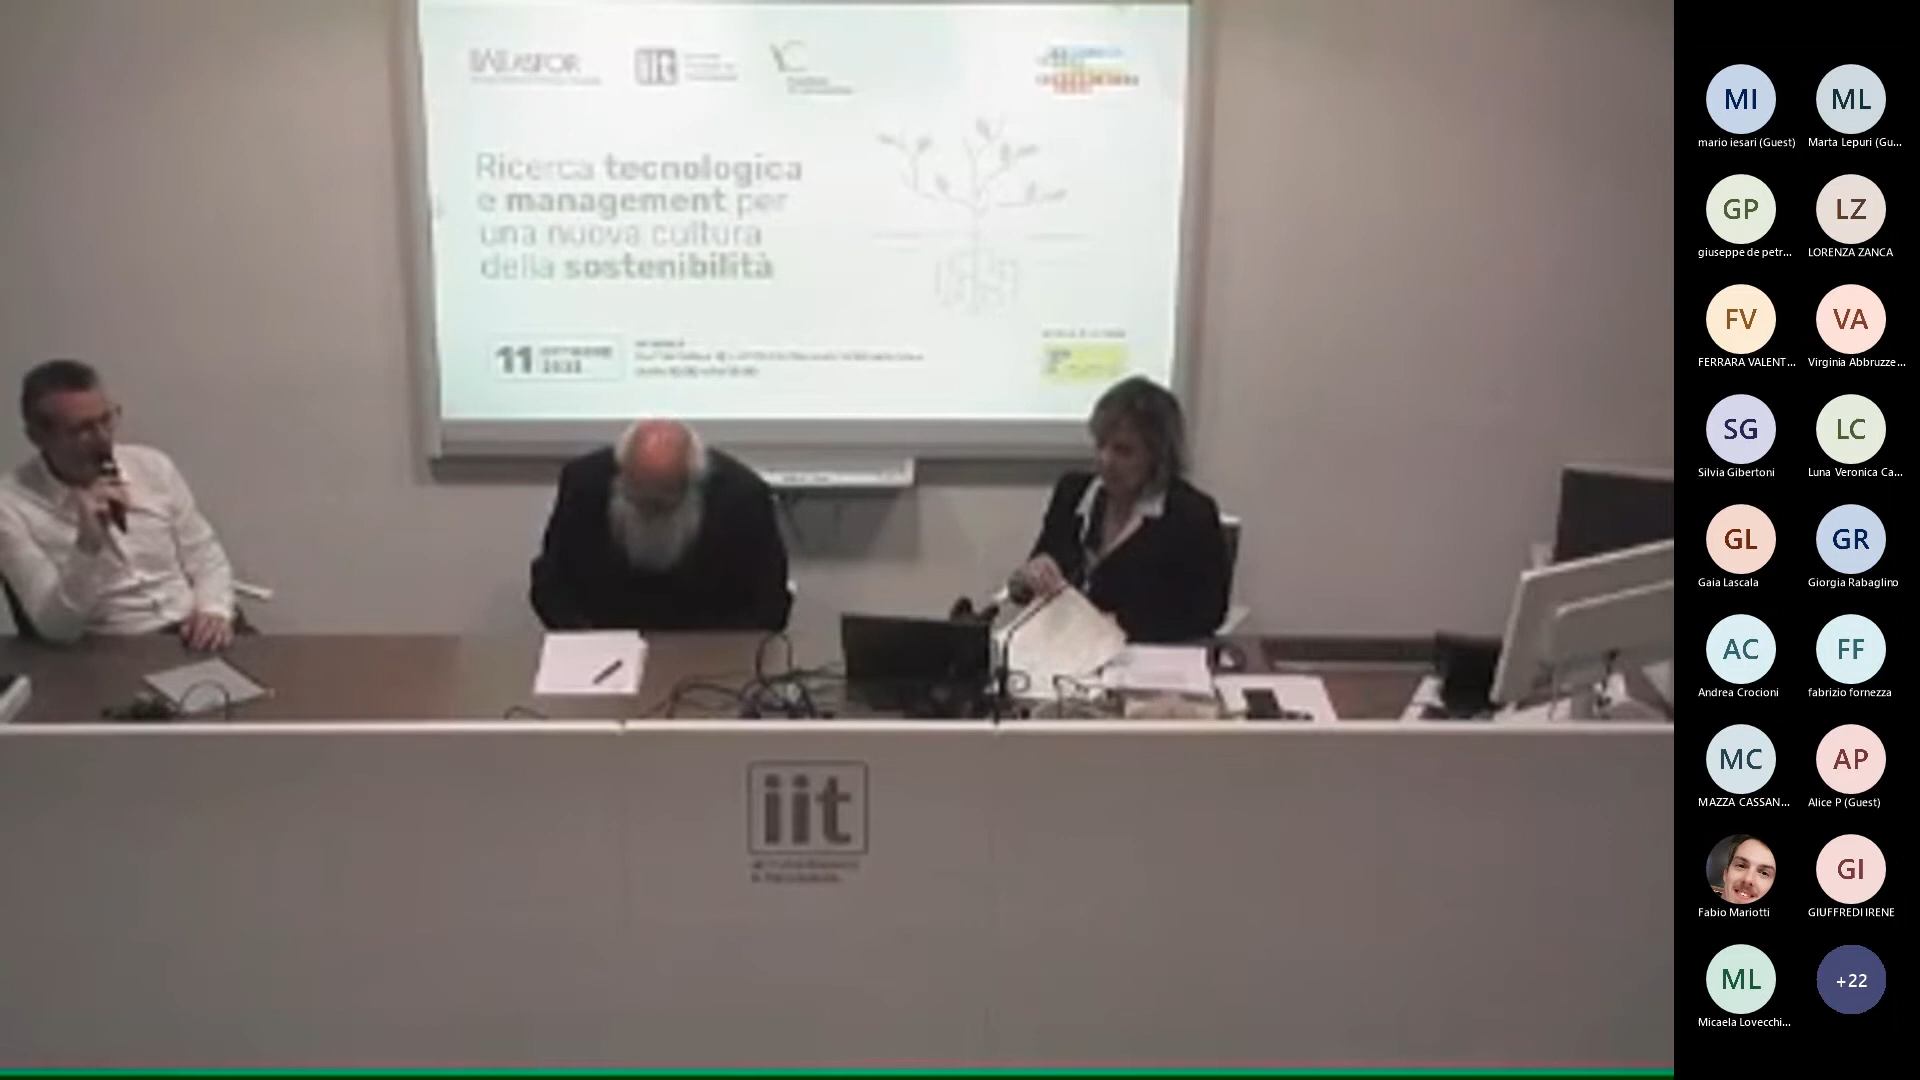 ASFOR
iit
Ricerca tecnologica
e management per
una nuova cultura
della sostenibilità
11
iit
MI
mario iesari (Guest)
ML
Marta Lepuri (Gu...
GP
giuseppe de petr...
LZ
LORENZA ZANCA
FV
FERRARA VALENT...
VA
Virginia Abbruzze...
SG
Silvia Gibertoni
LC
Luna Veronica Ca...
GL
Gaia Lascala
GR
Giorgia Rabaglino
AC
Andrea Crocioni
FF
fabrizio fornezza
MC
MAZZA CASSAN...
AP
Alice P (Guest)
Fabio Mariotti
GI
GIUFFREDI IRENE
ML
Micaela Lovecchi...
+22